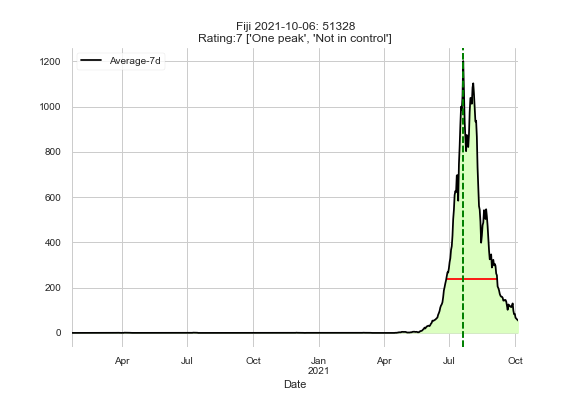 Fiji 2021-10-06: 51328
Rating:7 ['One peak', 'Not in control']
Average-7d
1200
1000
800
600
400
200
0
Apr
Jul
Oct
Jan
2021
Apr
Jul
Oct
Date